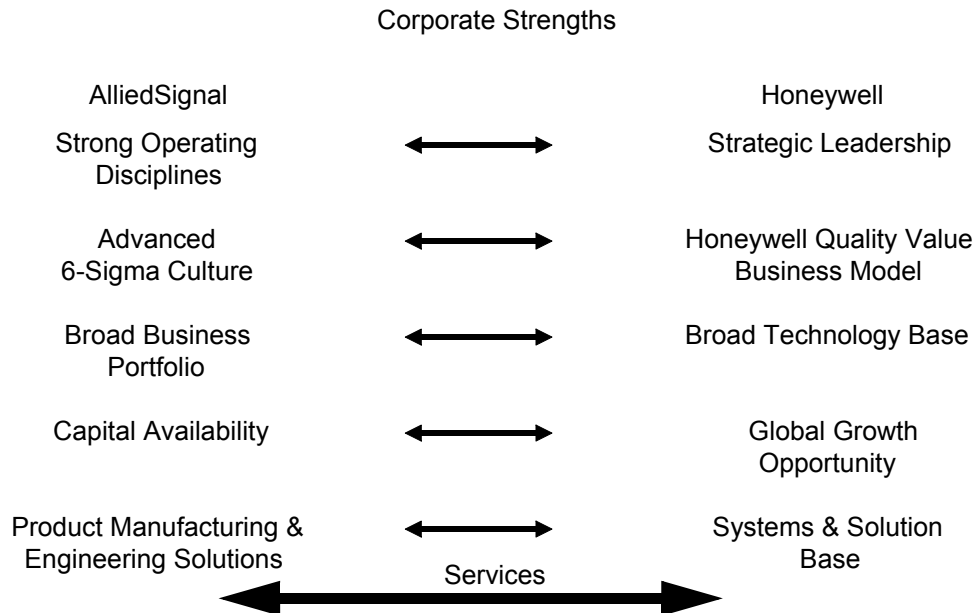 Corporate Strengths
AlliedSignal
Honeywell
Strong Operating
Disciplines
Strategic Leadership
Advanced
6-Sigma Culture
Honeywell Quality Value
Business Model
Broad Business
Portfolio
Broad Technology Base
Capital Availability
Global Growth
Opportunity
Product Manufacturing &
Engineering Solutions
Systems & Solution
Base
Services